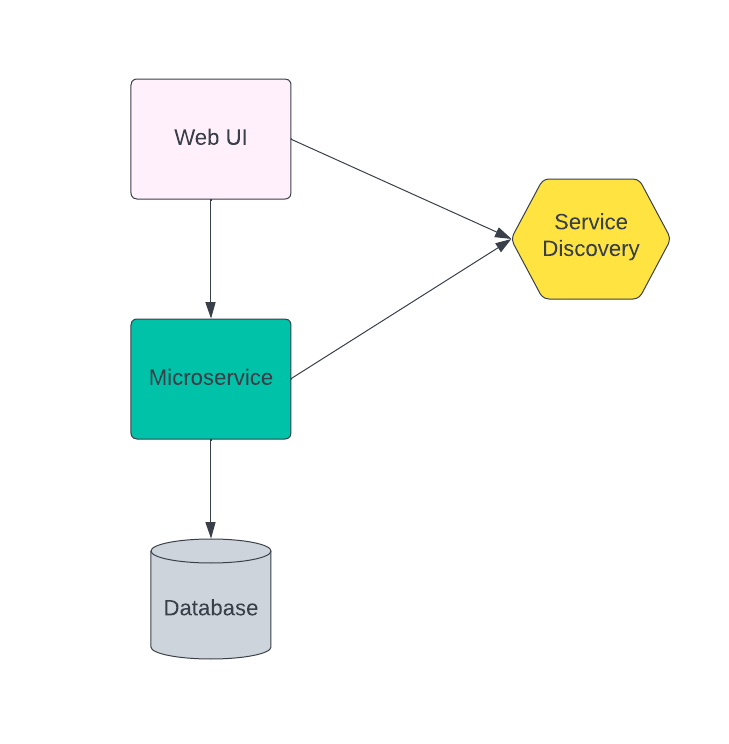 Web UI
Service
Discovery
Microservice
Database